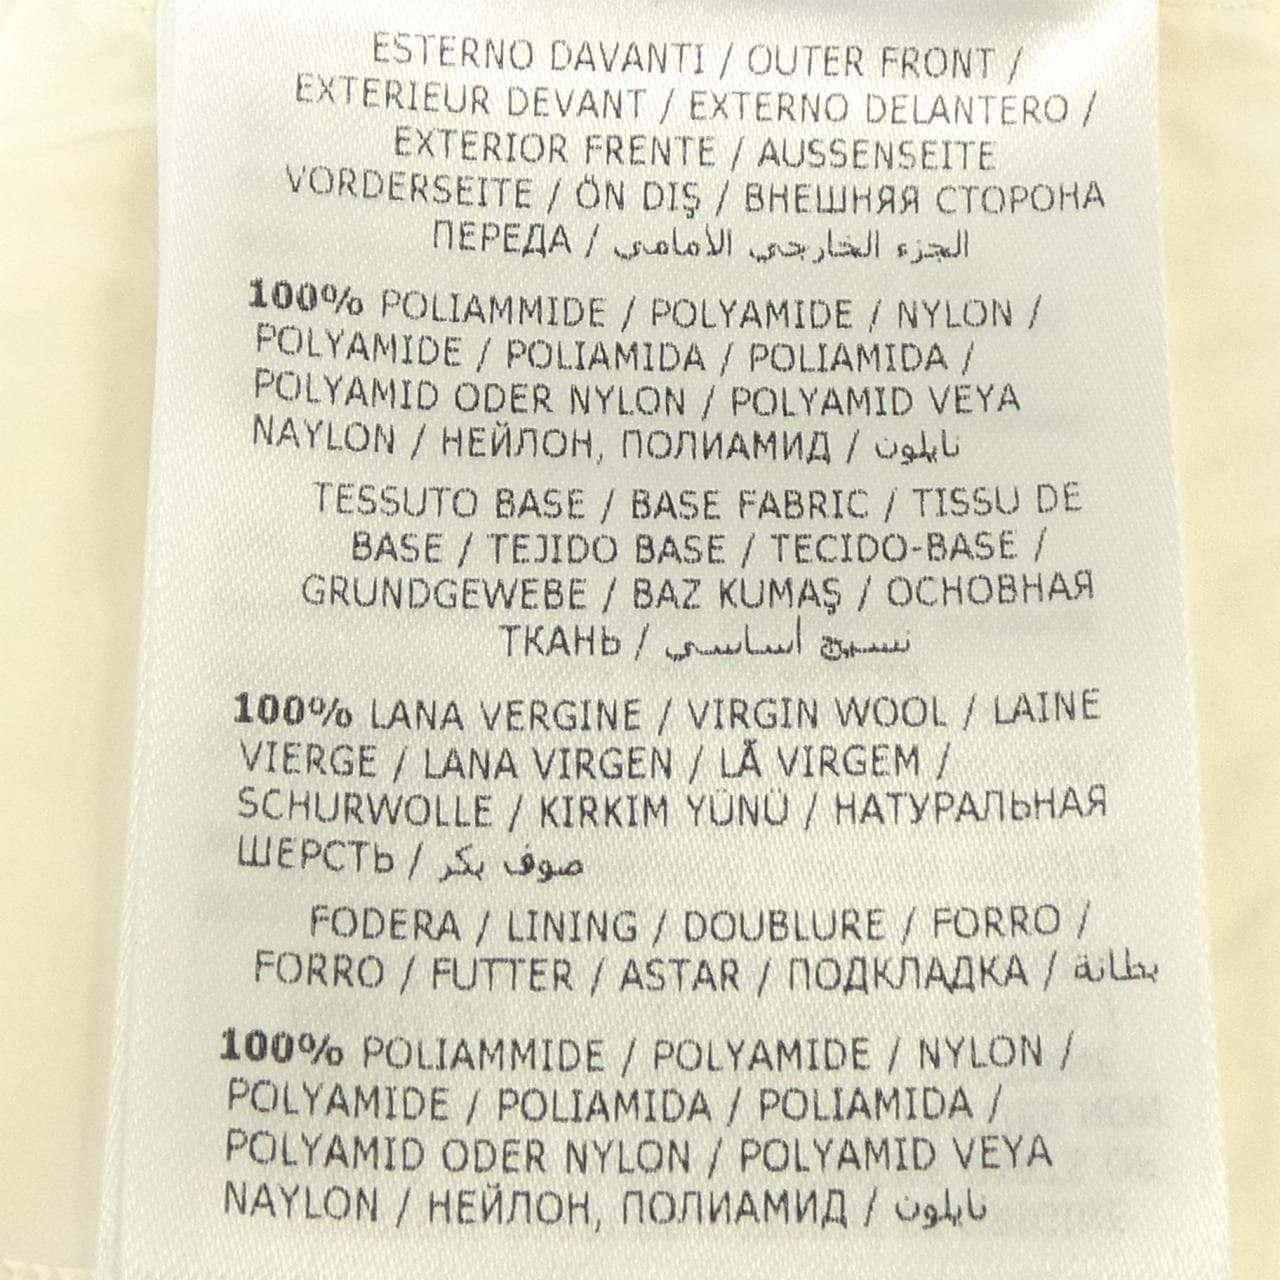 ESTERNO DAVANTI / OUTER FRONT /
EXTERIEUR DEVANT / EXTERNO DELANTERO /
EXTERIOR FRENTE / AUSSENSEITE
VORDERSEITE / ÖN DIŞ / ВНЕШНЯЯ СТОРОНА
ПЕРЕДА / الجزء الخارجي الأمامي
100% POLIAMMIDE / POLYAMIDE / NYLON /
POLYAMIDE / POLIAMIDA / POLIAMIDA /
POLYAMID ODER NYLON / POLYAMID VEYA
NAYLON / НЕЙЛОН, ПОЛИАМИД / نايلون
TESSUTO BASE / BASE FABRIC / TISSU DE
BASE / TEJIDO BASE / TECIDO-BASE /
GRUNDGEWEBE / BAZ KUMAŞ / ОСНОВНАЯ
ТКАНЬ / نسيج أساسي
100% LANA VERGINE / VIRGIN WOOL / LAINE
VIERGE / LANA VIRGEN / LÃ VIRGEM /
SCHURWOLLE / KIRKIM YÜNÜ / НАТУРАЛЬНАЯ
ШЕРСТЬ / صوف بكر
FODERA / LINING / DOUBLURE / FORRO /
FORRO / FUTTER / ASTAR / ПОДКЛАДКА / بطانة
100% POLIAMMIDE / POLYAMIDE / NYLON /
POLYAMIDE / POLIAMIDA / POLIAMIDA /
POLYAMID ODER NYLON / POLYAMID VEYA
NAYLON / НЕЙЛОН, ПОЛИАМИД / نايلون